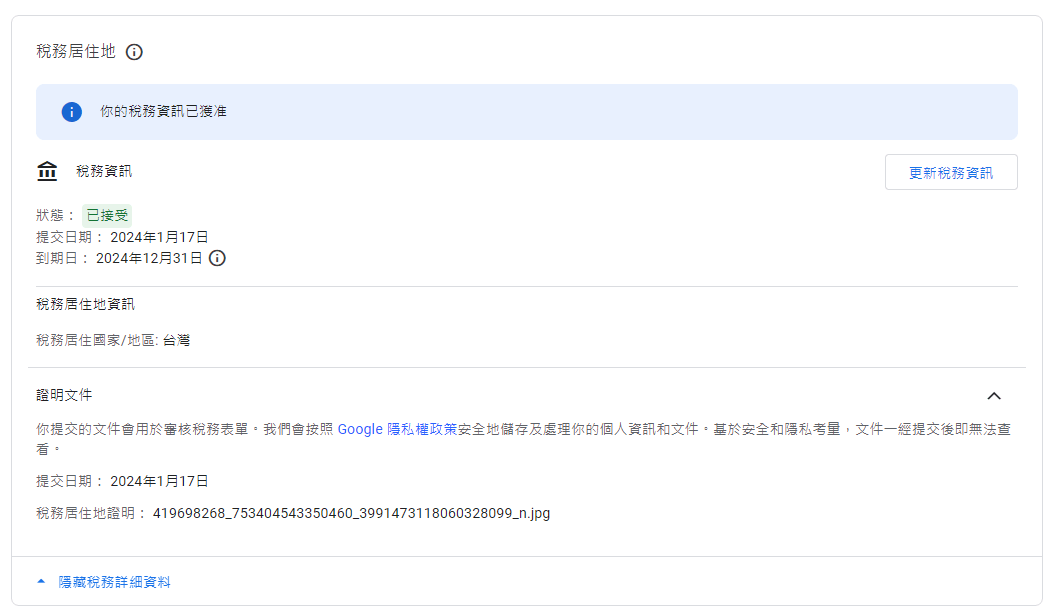 稅務居住地
你的稅務資訊已獲准
稅務資訊
更新稅務資訊
狀態： 已接受
提交日期： 2024年1月17日
到期日： 2024年12月31日
稅務居住地資訊
稅務居住國家/地區: 台灣
證明文件
你提交的文件會用於審核稅務表單。我們會按照 Google 隱私權政策安全地儲存及處理你的個人資訊和文件。基於安全和隱私考量，文件一經提交後即無法查
看。
提交日期： 2024年1月17日
稅務居住地證明： 419698268_753404543350460_3991473118060328099_n.jpg
隱藏稅務詳細資料